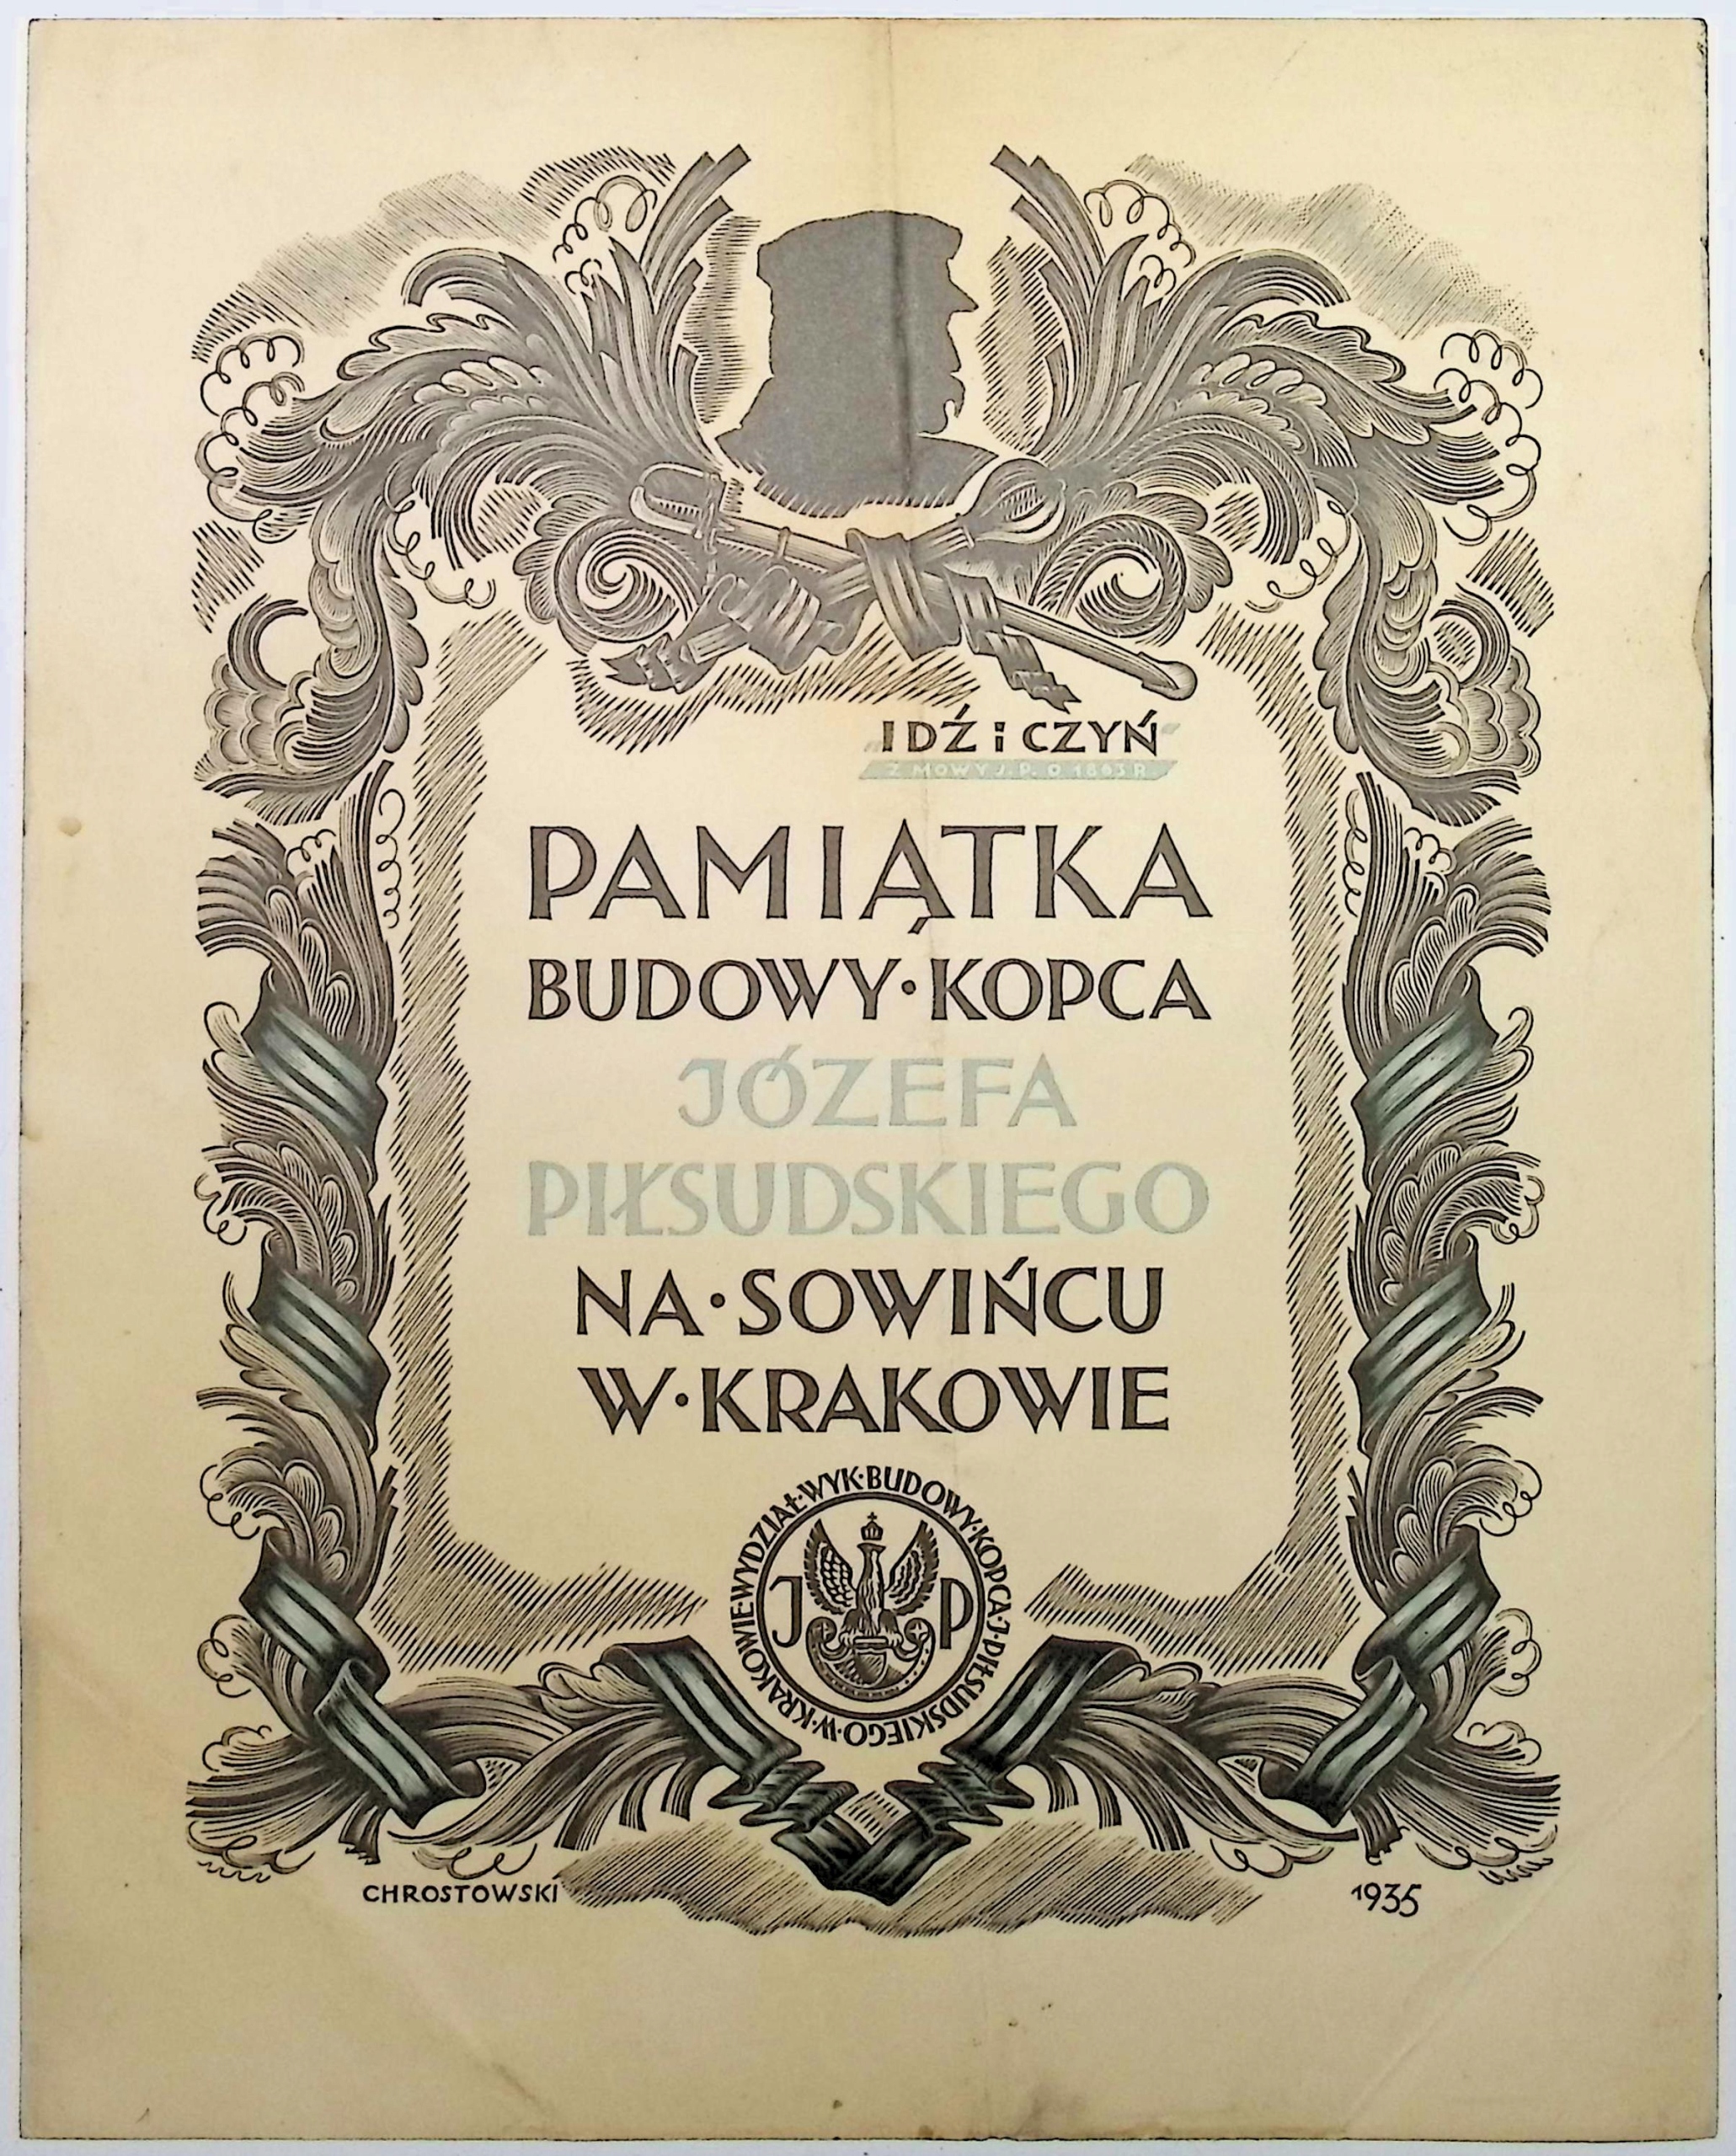 IDŹ i CZYŃ
Z MOWY J. P. O 1863 R.
PAMIĄTKA
BUDOWY·KOPCA
JÓZEFA
PIŁSUDSKIEGO
NA·SOWIŃCU
W·KRAKOWIE
WYDZIAŁ·WYK·BUDOWY·KOPCA·J·PIŁSUDSKIEGO·W·KRAKOWIE
J P
CHROSTOWSKI
1935